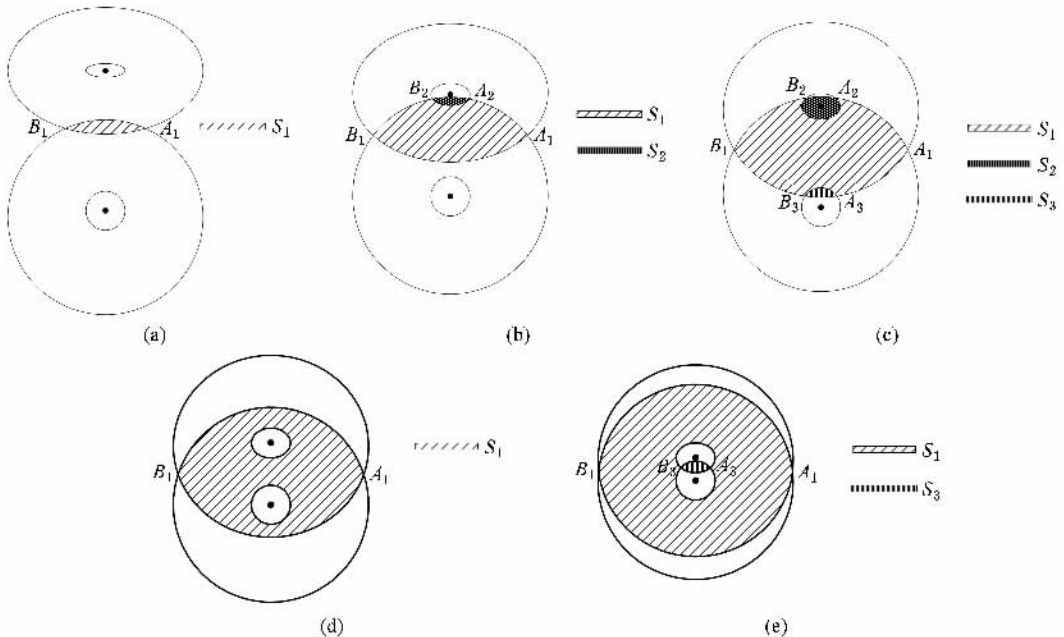 B₁ A₁ S₁
(a)
B₂ A₂
B₁ A₁
S₁
S₂
(b)
B₂ A₂
B₁ A₁
B₃ A₃
S₁
S₂
S₃
(c)
B₁ A₁
S₁
(d)
B₁ B₃ A₃ A₁
S₁
S₃
(e)